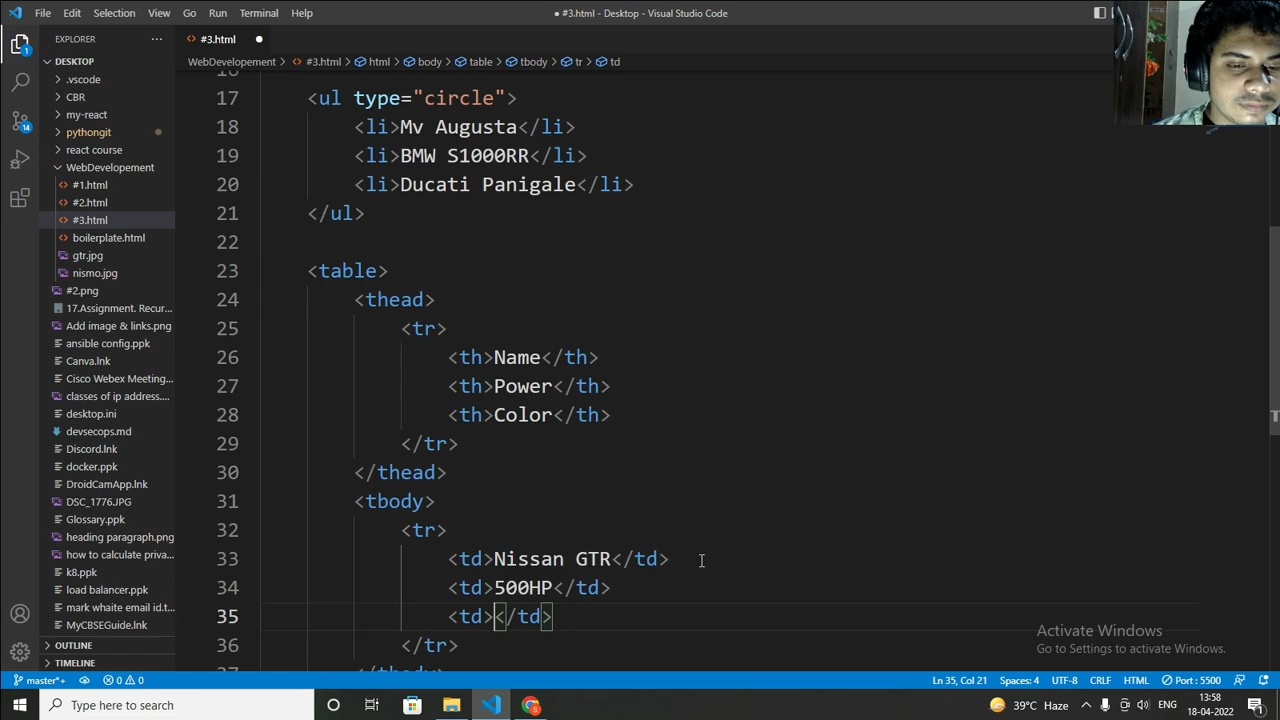 File Edit Selection View Go Run Terminal Help
● #3.html - Desktop - Visual Studio Code
EXPLORER ···
#3.html ●
DESKTOP
WebDevelopement > #3.html > html > body > table > tbody > tr > td
.vscode
CBR
my-react
pythongit
react course
WebDevelopement
#1.html
#2.html
#3.html
boilerplate.html
gtr.jpg
nismo.jpg
#2.png
17.Assignment. Recur...
Add image & links.png
ansible config.ppk
Canva.lnk
Cisco Webex Meeting...
classes of ip address....
desktop.ini
devsecops.md
Discord.lnk
docker.ppk
DroidCamApp.lnk
DSC_1776.JPG
Glossary.ppk
heading paragraph.png
how to calculate priva...
k8.ppk
load balancer.ppk
mark whaite email id.t...
MyCBSEGuide.lnk
OUTLINE
TIMELINE
1
14
17 <ul type="circle">
18 <li>Mv Augusta</li>
19 <li>BMW S1000RR</li>
20 <li>Ducati Panigale</li>
21 </ul>
22
23 <table>
24 <thead>
25 <tr>
26 <th>Name</th>
27 <th>Power</th>
28 <th>Color</th>
29 </tr>
30 </thead>
31 <tbody>
32 <tr>
33 <td>Nissan GTR</td>
34 <td>500HP</td>
35 <td></td>
36 </tr>
Activate Windows
Go to Settings to activate Windows.
master*+ 0 0 Ln 35, Col 21 Spaces: 4 UTF-8 CRLF HTML Port: 5500
Type here to search
39°C Haze ENG
13:58
18-04-2022
1